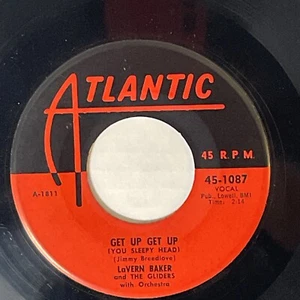 ATLANTIC
45 R.P.M.
A-1811
45-1087
VOCAL
Pub., Lowell, BMI
Time: 2:14
GET UP GET UP
(YOU SLEEPY HEAD)
(Jimmy Breedlove)
LaVERN BAKER
AND THE GLIDERS
with Orchestra